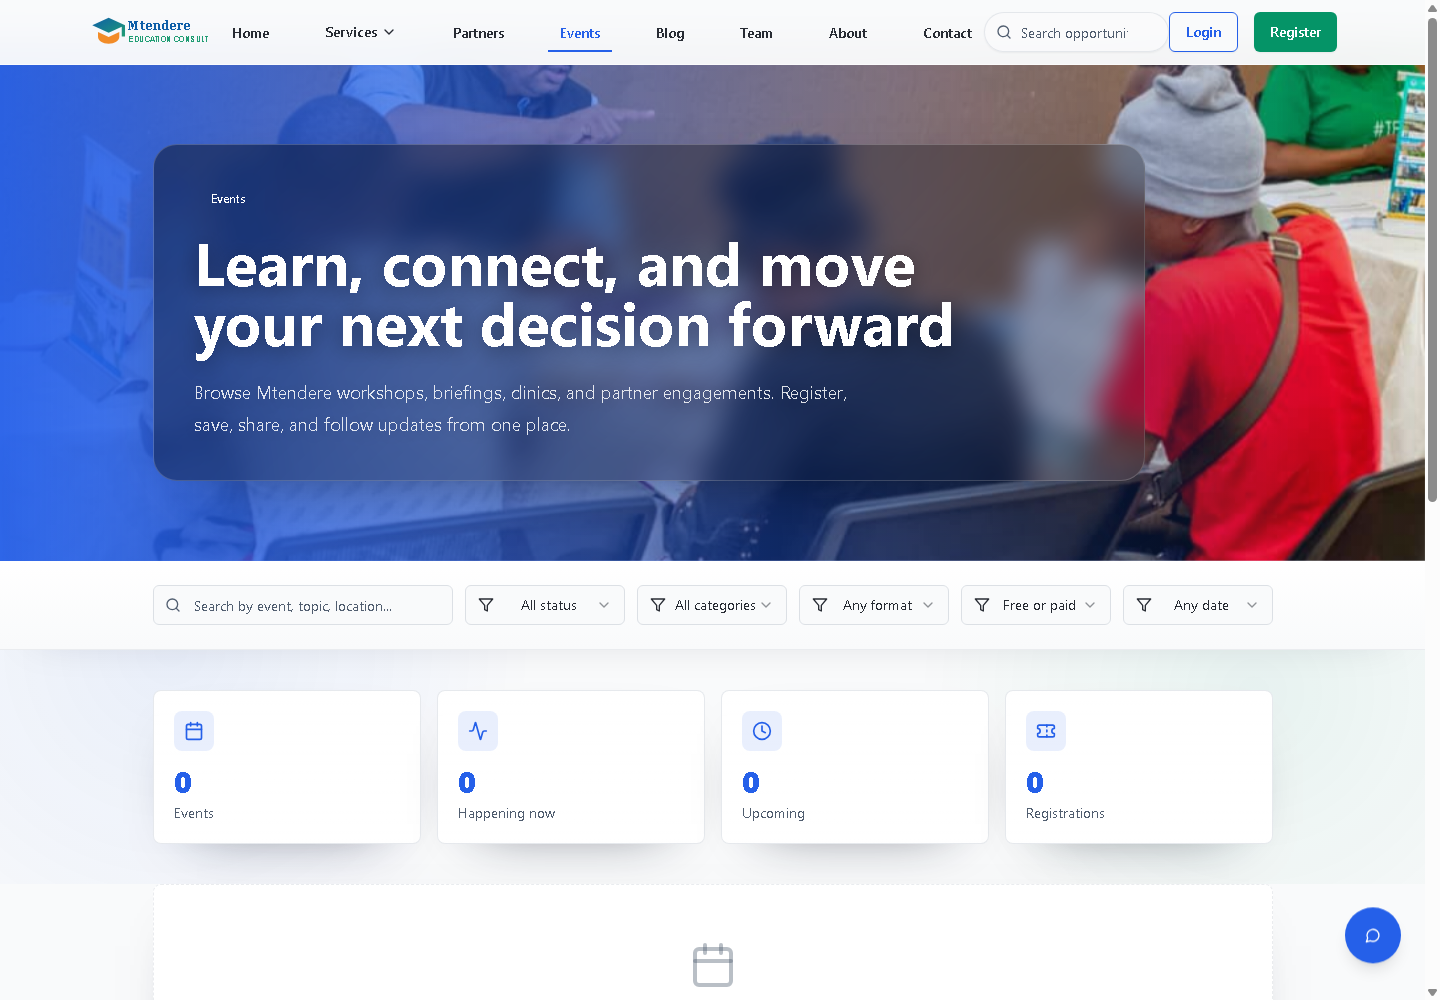 Mtendere
EDUCATION CONSULT
Home
Services
Partners
Events
Blog
Team
About
Contact
Search opportuni
Login
Register
Events
Learn, connect, and move
your next decision forward
Browse Mtendere workshops, briefings, clinics, and partner engagements. Register,
save, share, and follow updates from one place.
Search by event, topic, location...
All status
All categories
Any format
Free or paid
Any date
0
Events
0
Happening now
0
Upcoming
0
Registrations